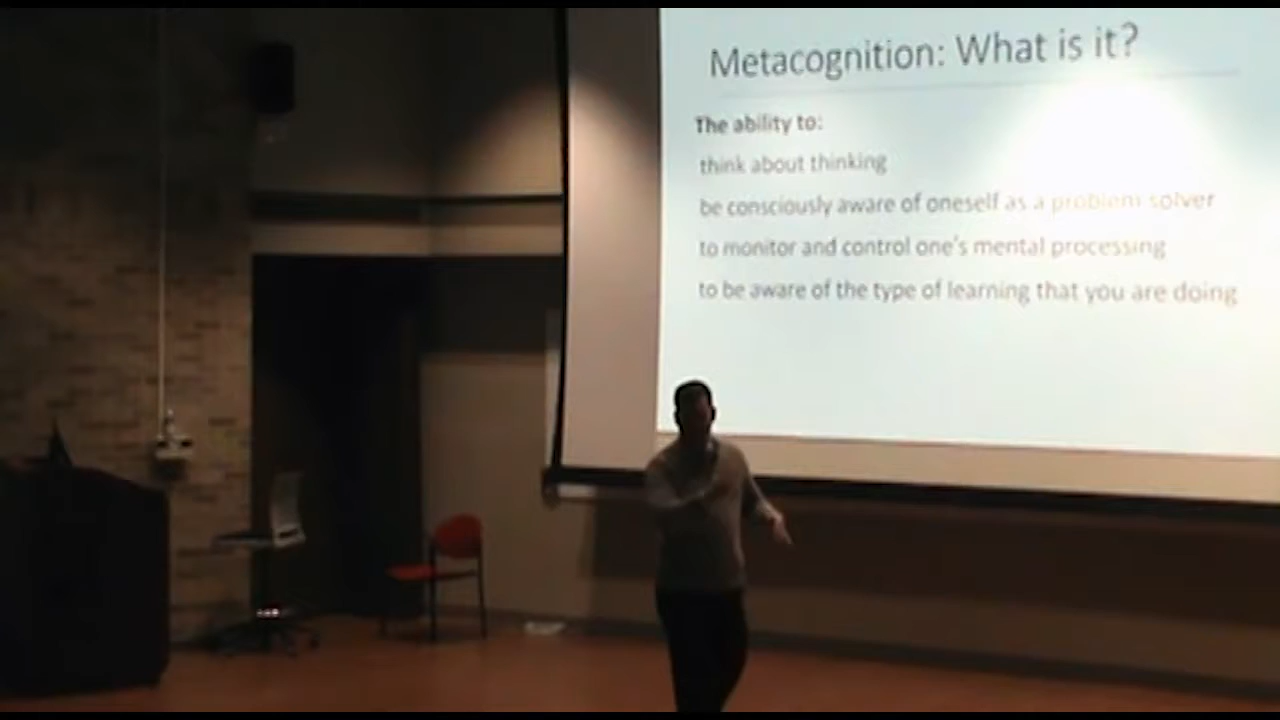 Metacognition: What is it?
The ability to:
think about thinking
be consciously aware of oneself as a problem solver
to monitor and control one's mental processing
to be aware of the type of learning that you are doing